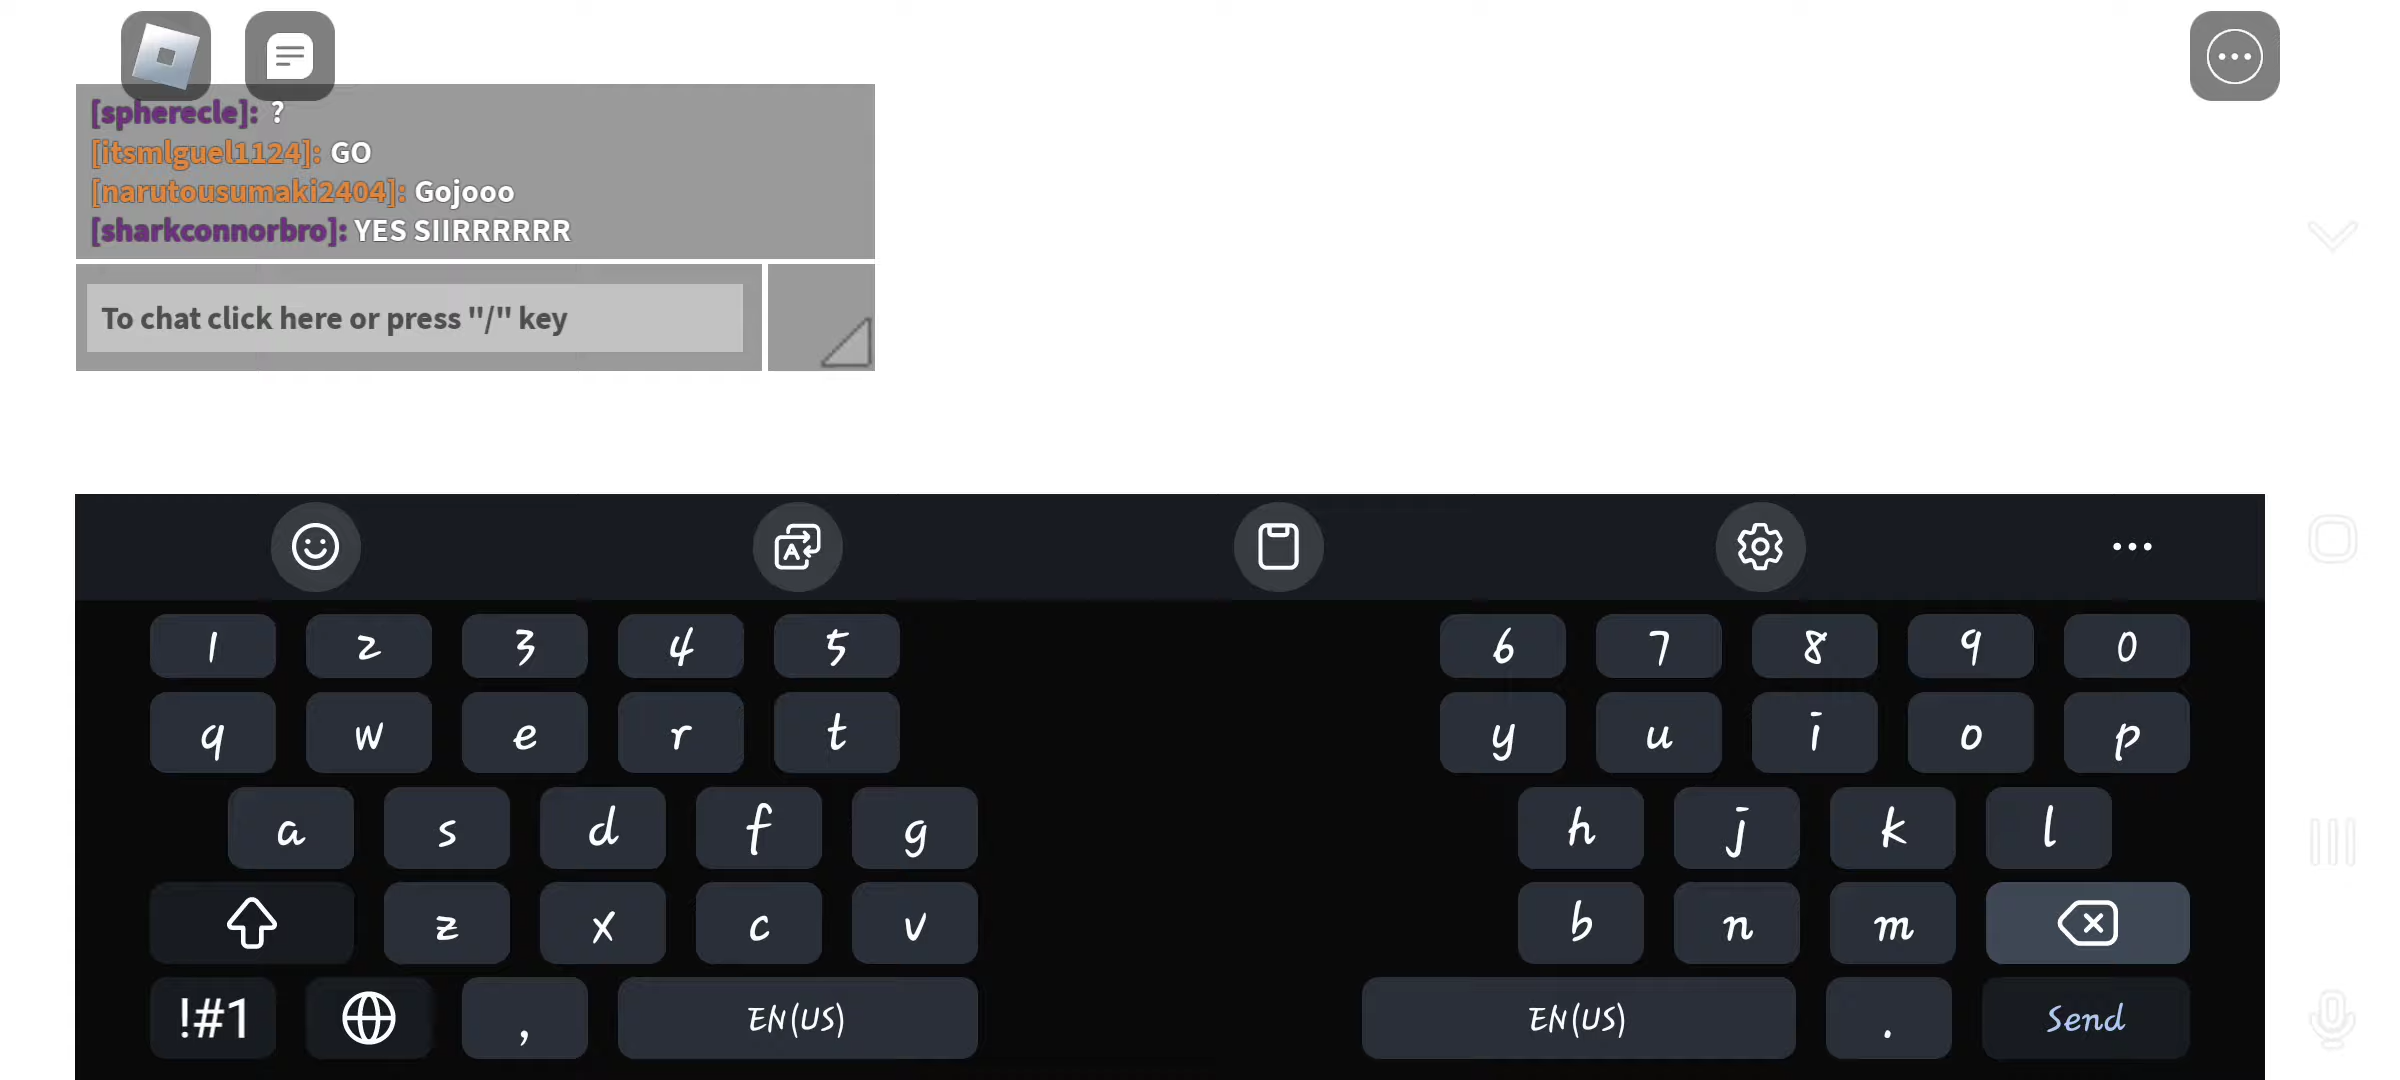 [spherecle]: ?
[itsmlguel1124]: GO
[narutousumaki2404]: Gojooo
[sharkconnorbro]: YES SIIRRRRRR
To chat click here or press "/" key
1 2 3 4 5 6 7 8 9 0
q w e r t y u i o p
a s d f g h j k l
z x c v b n m
!#1 , EN(US) EN(US) . Send